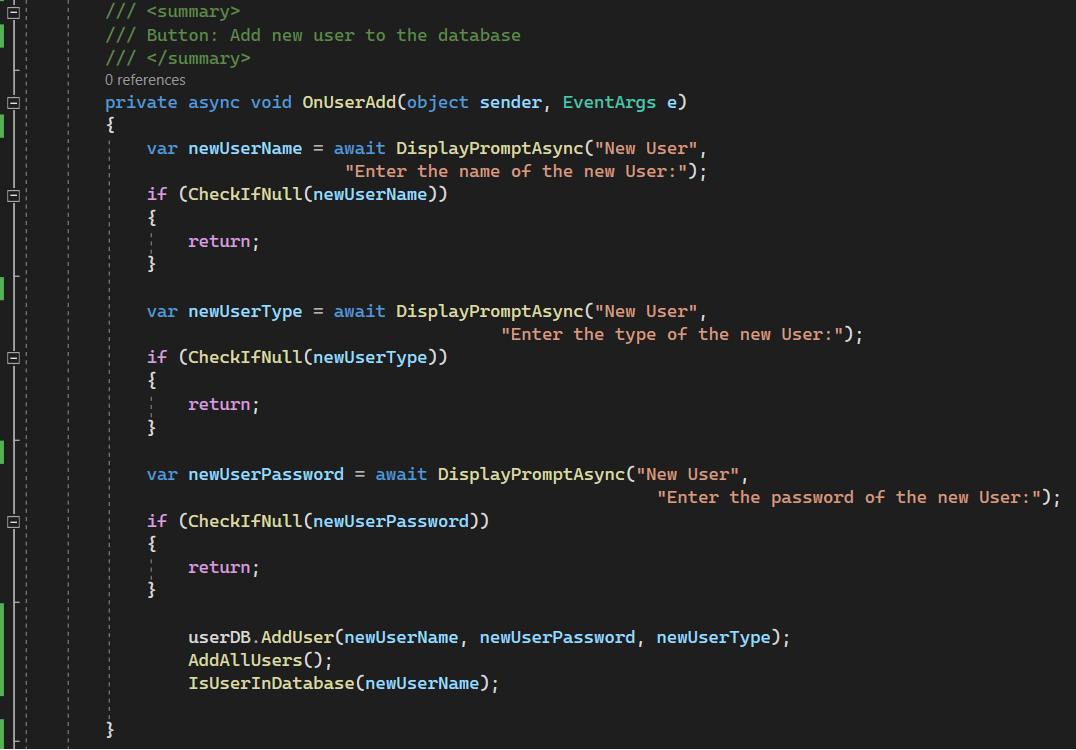 /// <summary>
/// Button: Add new user to the database
/// </summary>
0 references
private async void OnUserAdd(object sender, EventArgs e)
{
var newUserName = await DisplayPromptAsync("New User",
"Enter the name of the new User:");
if (CheckIfNull(newUserName))
{
return;
}
var newUserType = await DisplayPromptAsync("New User",
"Enter the type of the new User:");
if (CheckIfNull(newUserType))
{
return;
}
var newUserPassword = await DisplayPromptAsync("New User",
"Enter the password of the new User:");
if (CheckIfNull(newUserPassword))
{
return;
}
userDB.AddUser(newUserName, newUserPassword, newUserType);
AddAllUsers();
IsUserInDatabase(newUserName);
}